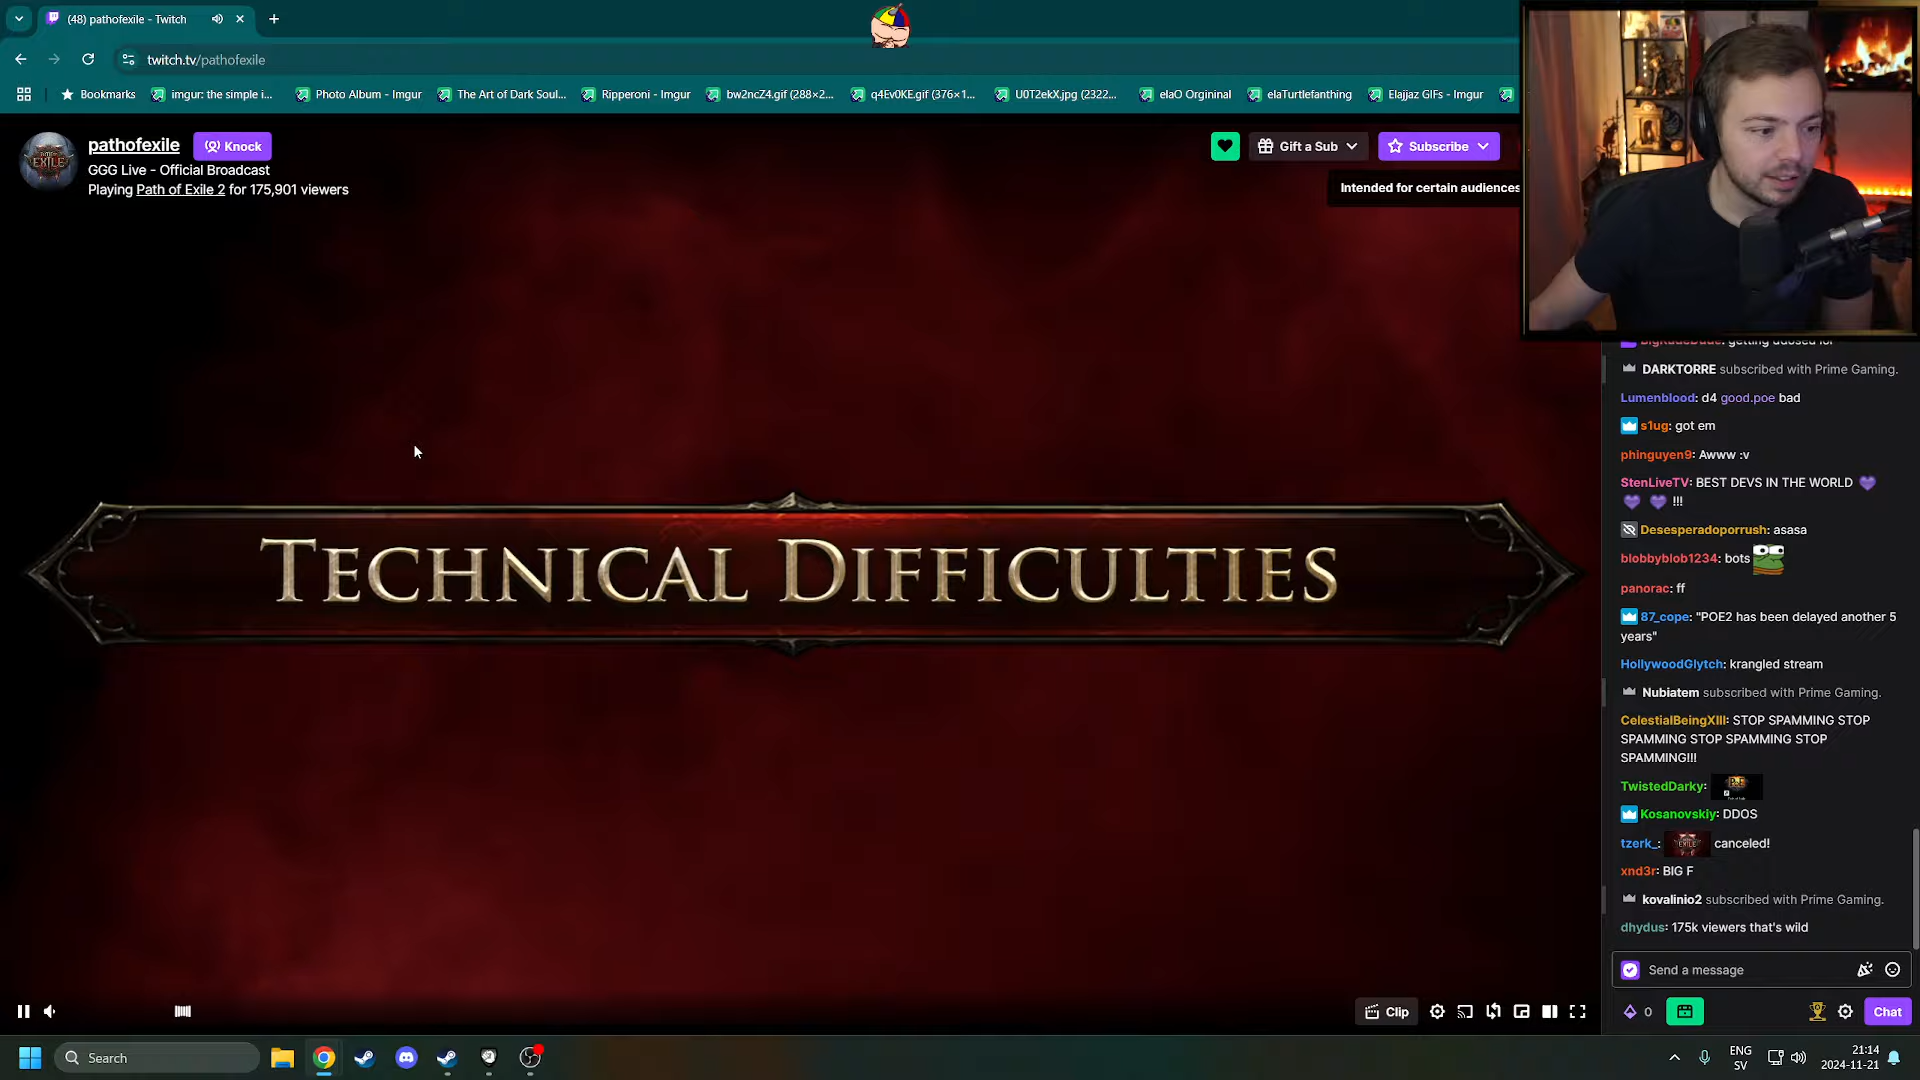 (48) pathofexile - Twitch
twitch.tv/pathofexile
Bookmarks
imgur: the simple i...
Photo Album - Imgur
The Art of Dark Soul...
Ripperoni - Imgur
bw2ncZ4.gif (288×2...
q4Ev0KE.gif (376×1...
U0T2ekX.jpg (2322...
elaO Orgininal
elaTurtlefanthing
Elajjaz GIFs - Imgur
pathofexile
Knock
GGG Live - Official Broadcast
Playing Path of Exile 2 for 175,901 viewers
Gift a Sub
Subscribe
Intended for certain audiences
TECHNICAL DIFFICULTIES
DARKTORRE subscribed with Prime Gaming.
Lumenblood: d4 good.poe bad
s1ug: got em
phinguyen9: Awww :v
StenLiveTV: BEST DEVS IN THE WORLD
!!!
Desesperadoporrush: asasa
blobbyblob1234: bots
panorac: ff
87_cope: "POE2 has been delayed another 5
years"
HollywoodGlytch: krangled stream
Nubiatem subscribed with Prime Gaming.
CelestialBeingXIII: STOP SPAMMING STOP
SPAMMING STOP SPAMMING STOP
SPAMMING!!!
TwistedDarky:
Kosanovskiy: DDOS
tzerk_: canceled!
xnd3r: BIG F
kovalinio2 subscribed with Prime Gaming.
dhydus: 175k viewers that's wild
Send a message
0
Chat
Clip
Search
ENG
SV
21:14
2024-11-21